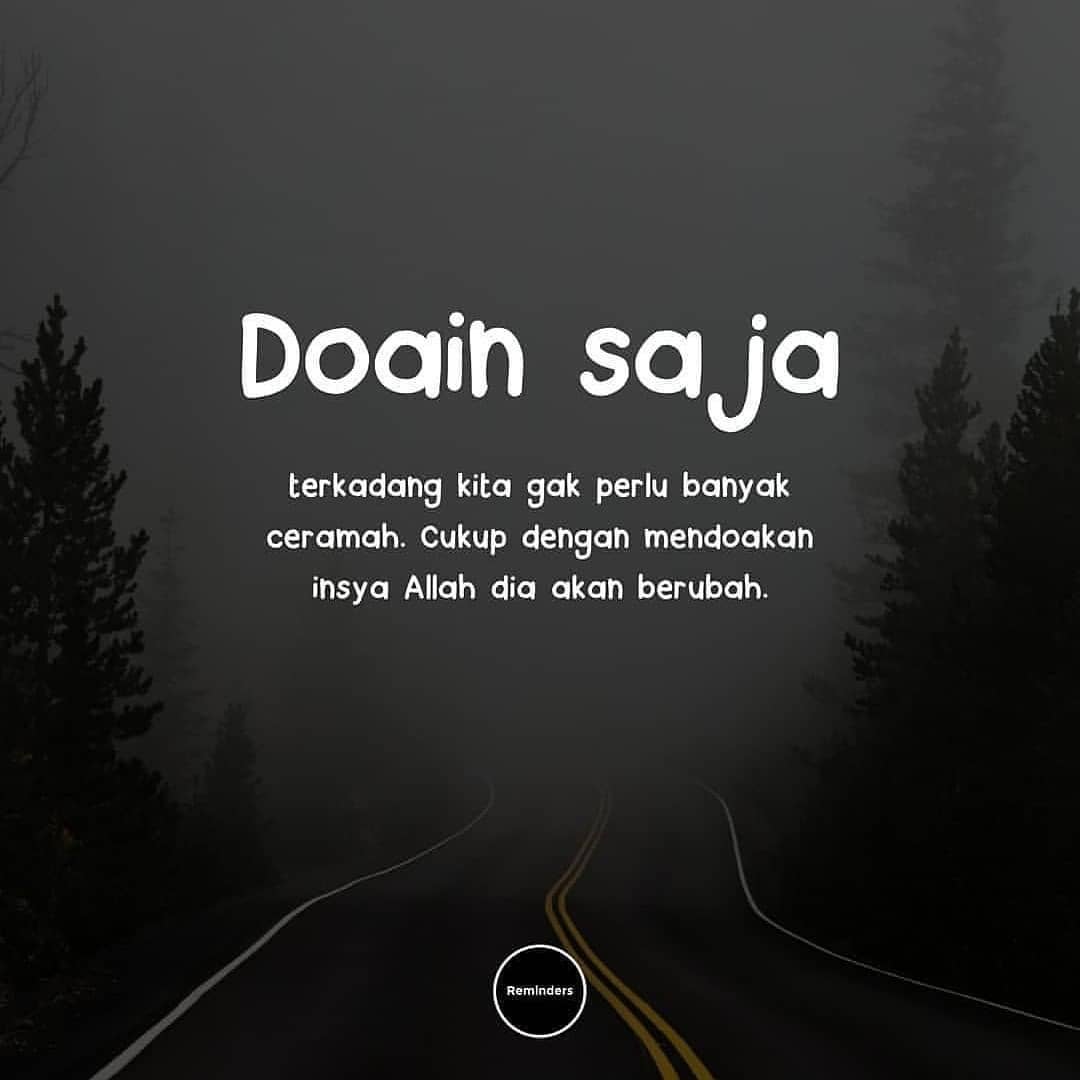 Doain saja
terkadang kita gak perlu banyak
ceramah. Cukup dengan mendoakan
insya Allah dia akan berubah.
Reminders